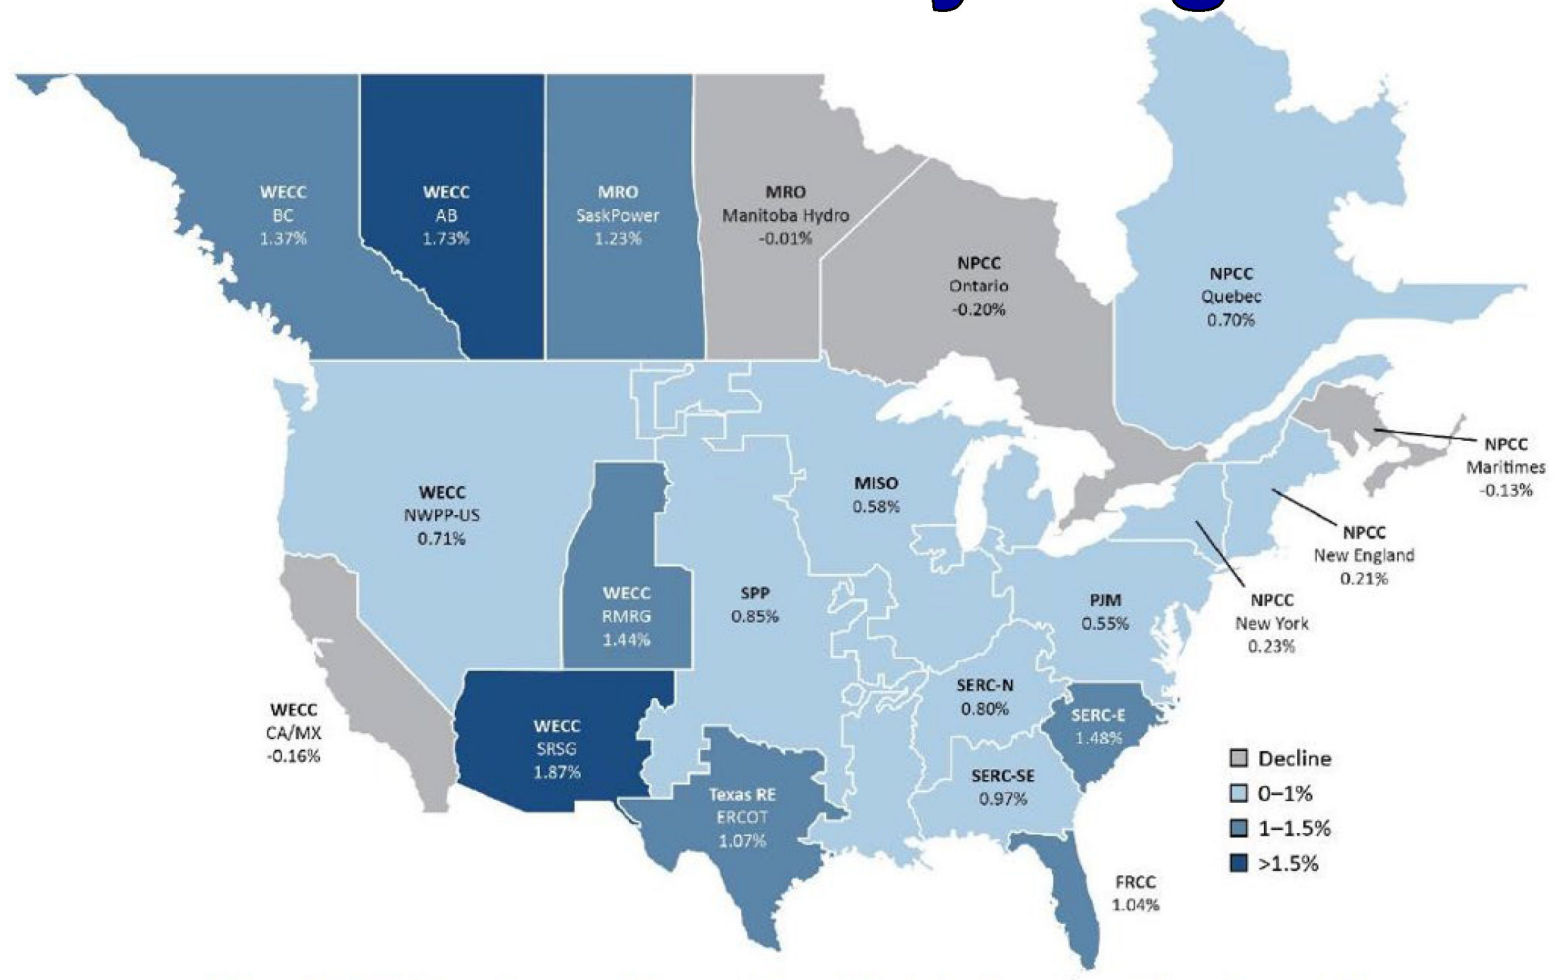 WECC
BC
1.37%
WECC
AB
1.73%
MRO
SaskPower
1.23%
MRO
Manitoba Hydro
-0.01%
NPCC
Ontario
-0.20%
NPCC
Quebec
0.70%
NPCC
Maritimes
-0.13%
WECC
NWPP-US
0.71%
MISO
0.58%
NPCC
New England
0.21%
WECC
RMRG
1.44%
SPP
0.85%
PJM
0.55%
NPCC
New York
0.23%
WECC
CA/MX
-0.16%
WECC
SRSG
1.87%
SERC-N
0.80%
SERC-E
1.48%
SERC-SE
0.97%
Texas RE
ERCOT
1.07%
FRCC
1.04%
Decline
0–1%
1–1.5%
>1.5%